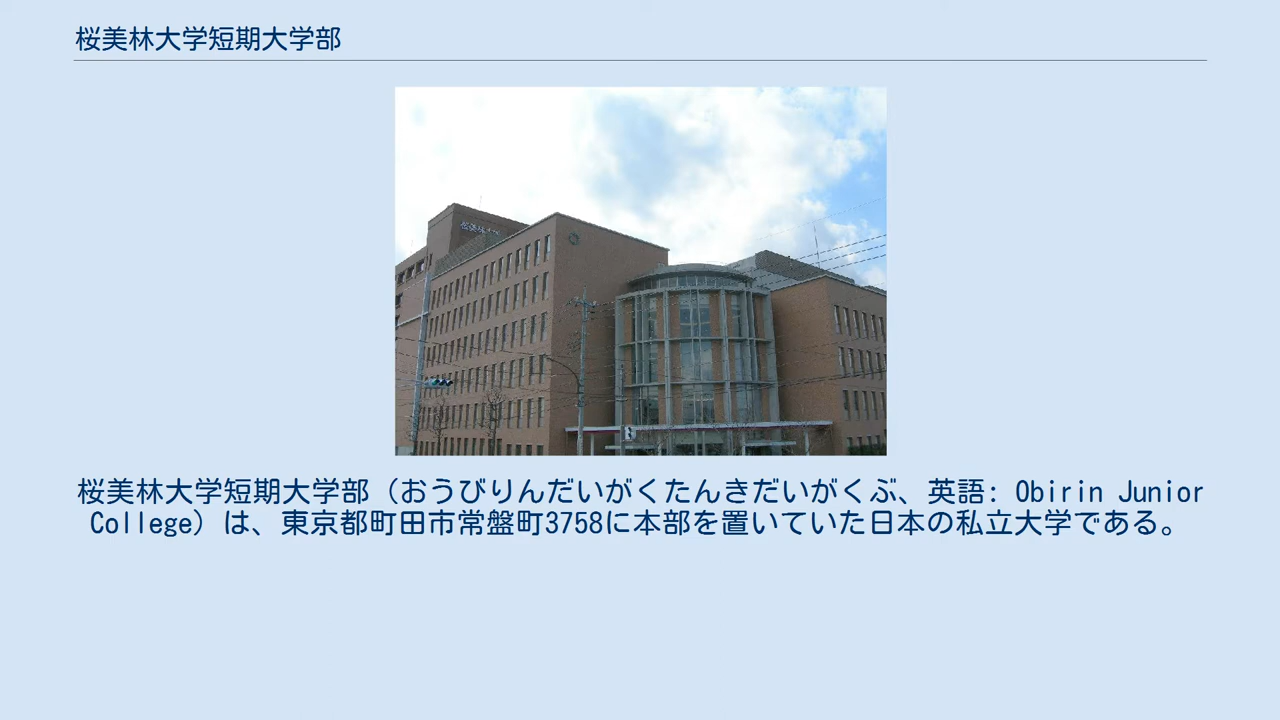 桜美林大学短期大学部
桜美林大学短期大学部（おうびりんだいがくたんきだいがくぶ、英語: Obirin Junior
College）は、東京都町田市常盤町3758に本部を置いていた日本の私立大学である。